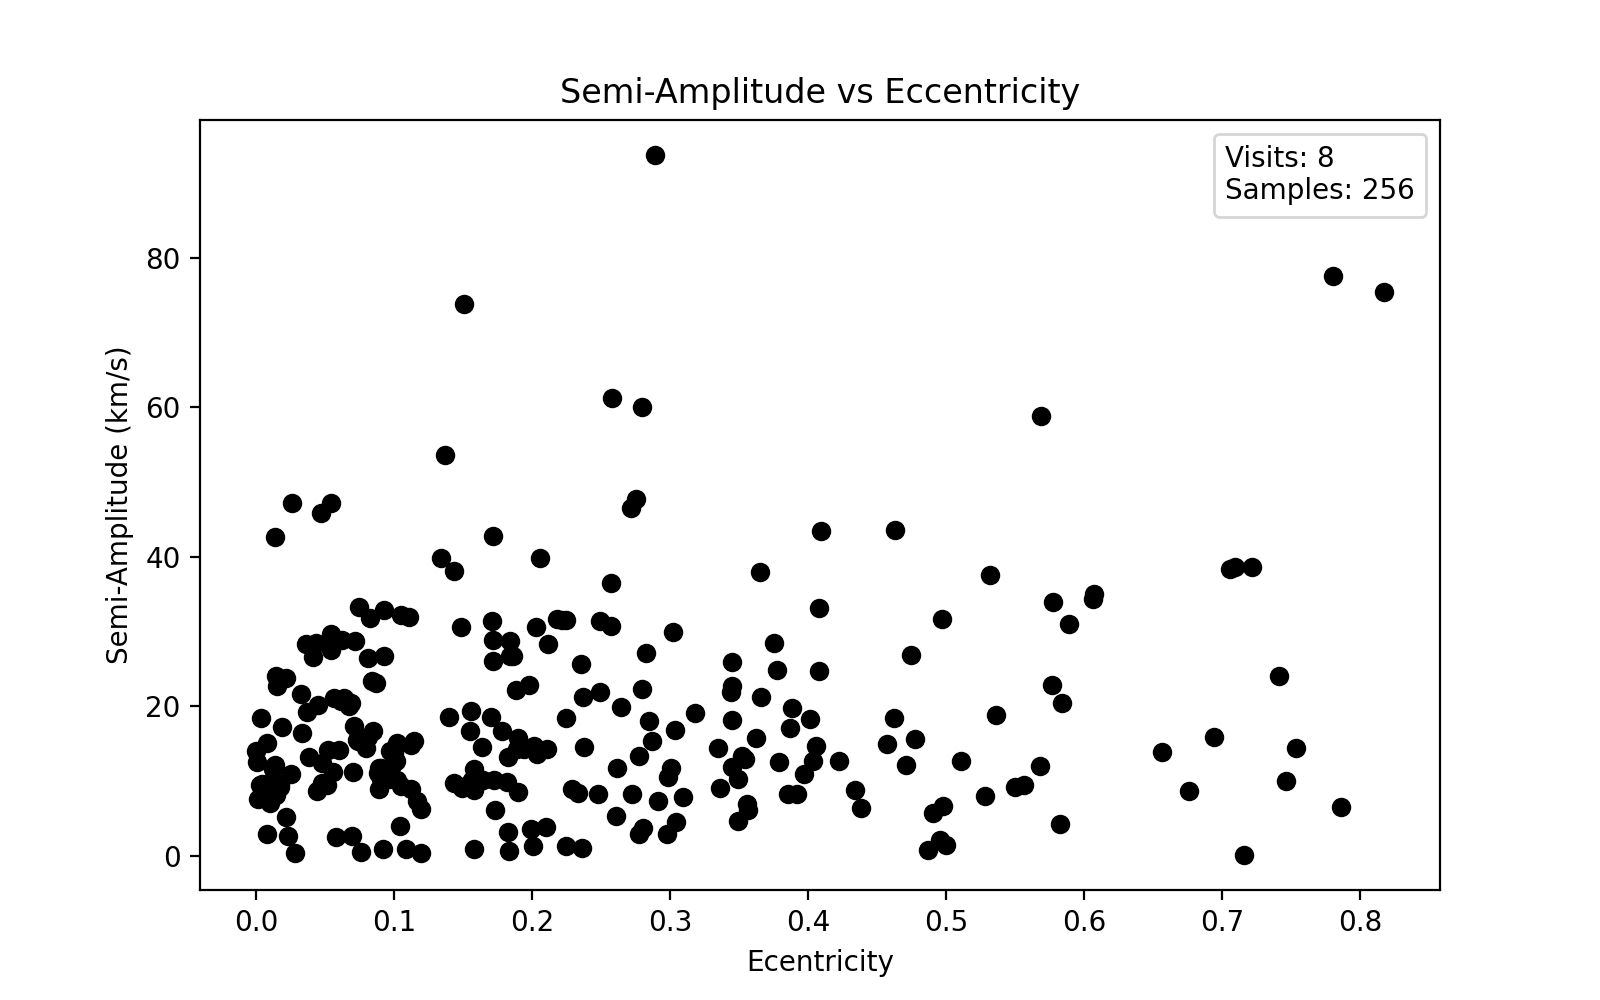 Semi-Amplitude vs Eccentricity
Visits: 8
Samples: 256
Semi-Amplitude (km/s)
80
60
40
20
0
0.0 0.1 0.2 0.3 0.4 0.5 0.6 0.7 0.8
Ecentricity